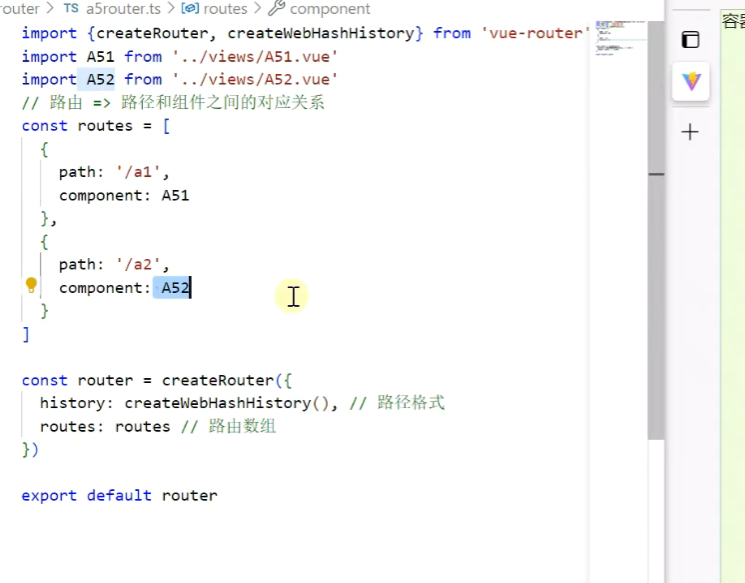 router > TS a5router.ts > routes > component
import {createRouter, createWebHashHistory} from 'vue-router'
import A51 from '../views/A51.vue'
import A52 from '../views/A52.vue'
// 路由 => 路径和组件之间的对应关系
const routes = [
  {
    path: '/a1',
    component: A51
  },
  {
    path: '/a2',
    component: A52
  }
]
const router = createRouter({
  history: createWebHashHistory(), // 路径格式
  routes: routes // 路由数组
})
export default router